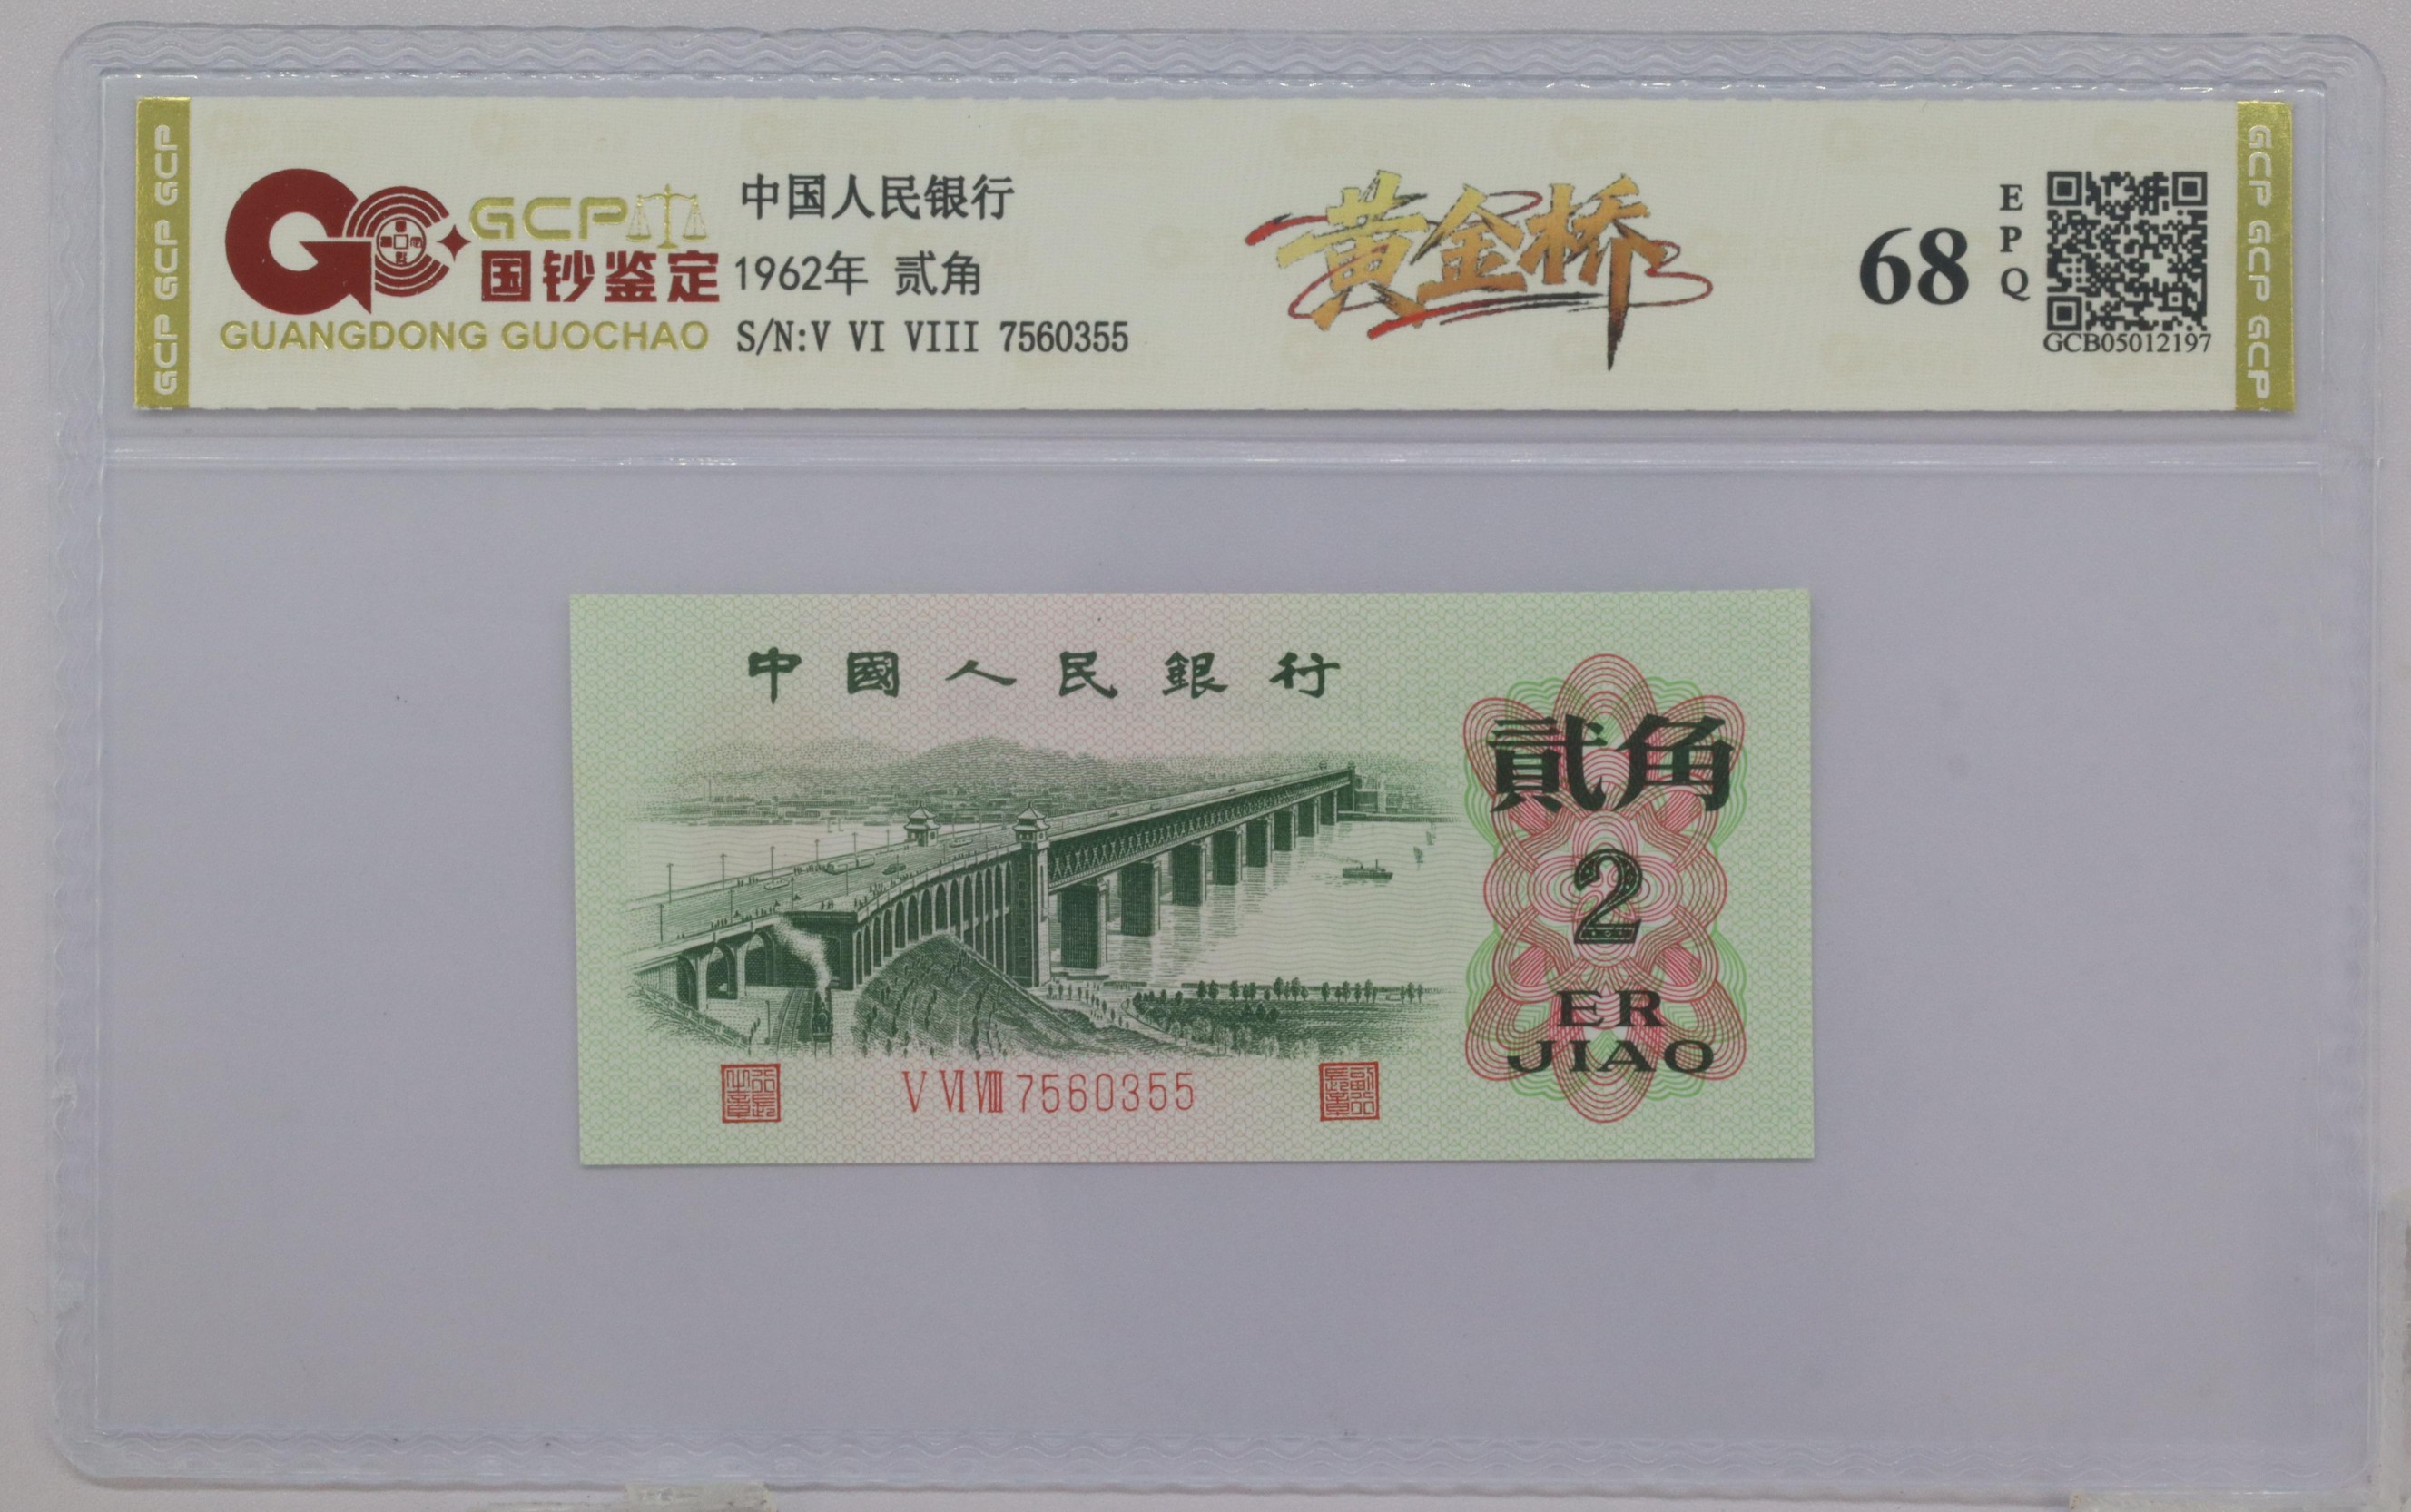 GCP GCP GCP
GCP
国钞鉴定
GUANGDONG GUOCHAO
中国人民银行
1962年 贰角
S/N:V VI VIII 7560355
黄金桥
68
EPQ
GCB05012197
GCP GCP GCP
中國人民銀行
貳角
2
ER
JIAO
V VI VIII 7560355